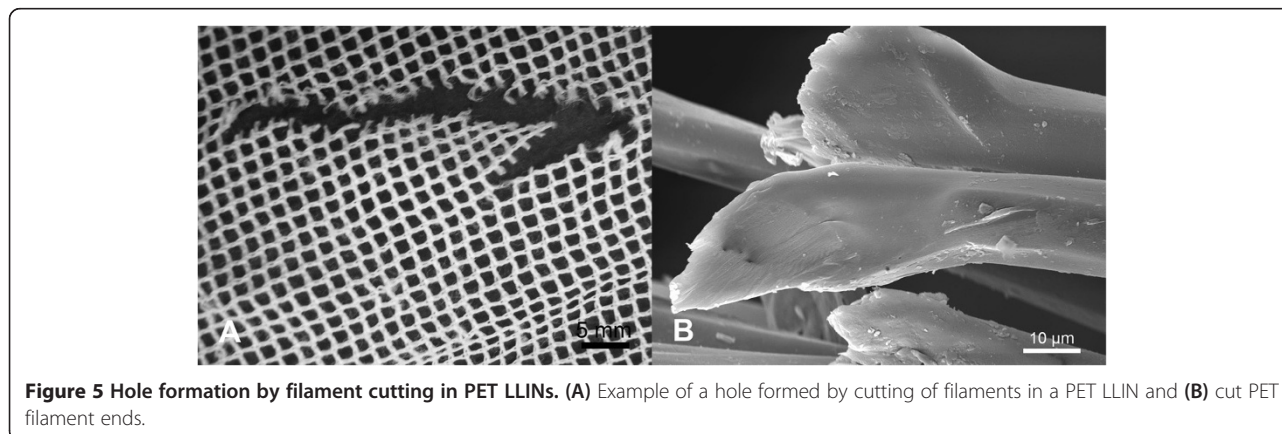 A
5 mm
B
10 µm
Figure 5 Hole formation by filament cutting in PET LLINs. (A) Example of a hole formed by cutting of filaments in a PET LLIN and (B) cut PET
filament ends.